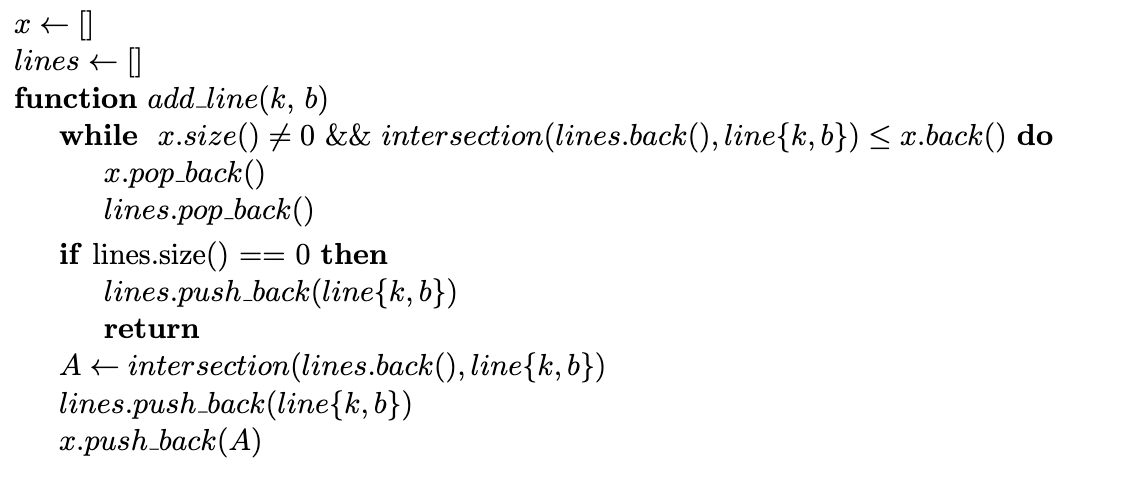 x ← []
lines ← []
function add_line(k, b)
while x.size() ≠ 0 && intersection(lines.back(), line{k, b}) ≤ x.back() do
x.pop_back()
lines.pop_back()
if lines.size() == 0 then
lines.push_back(line{k, b})
return
A ← intersection(lines.back(), line{k, b})
lines.push_back(line{k, b})
x.push_back(A)